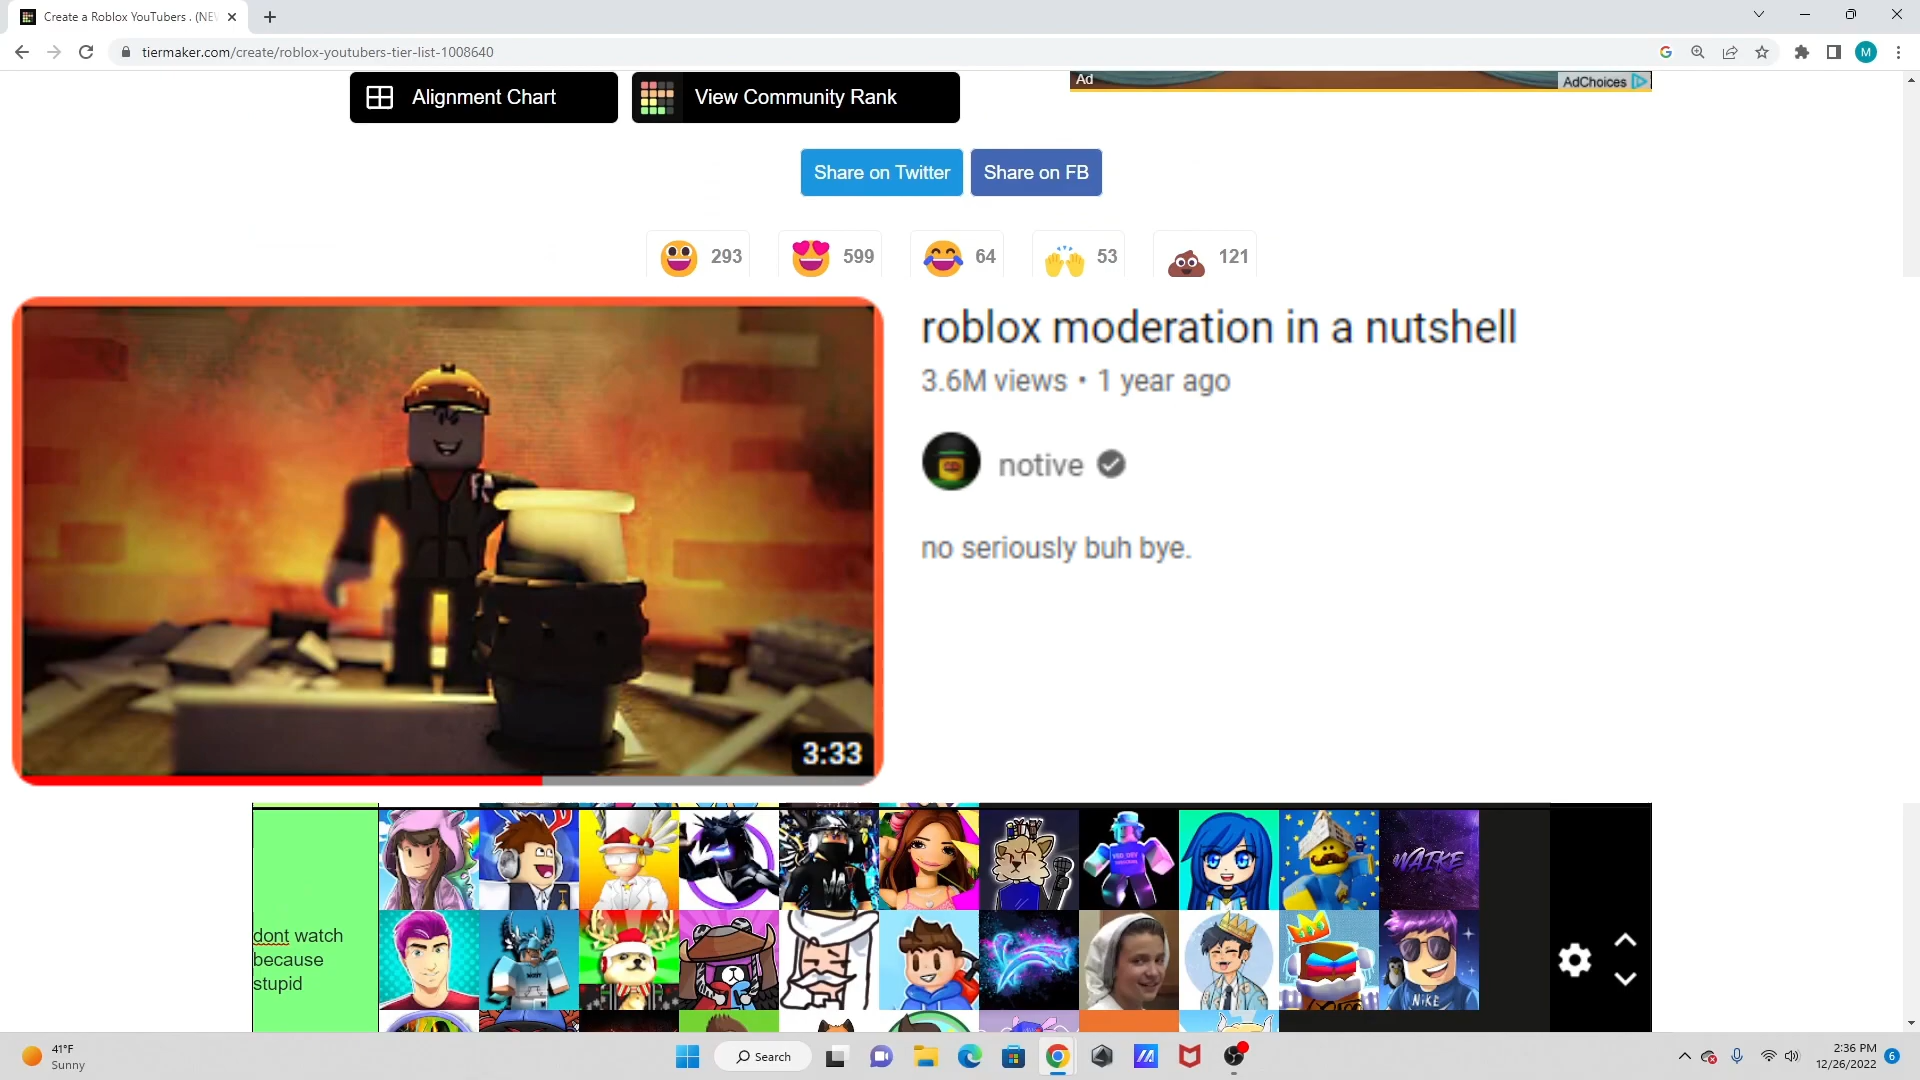 Create a Roblox YouTubers . (NEW
tiermaker.com/create/roblox-youtubers-tier-list-1008640
M
Alignment Chart
View Community Rank
Ad
AdChoices
Share on Twitter
Share on FB
293
599
64
53
121
roblox moderation in a nutshell
3.6M views • 1 year ago
notive
no seriously buh bye.
3:33
WAIKE
dont watch
because
stupid
NIKE
41°F
Sunny
Search
2:36 PM
12/26/2022
6